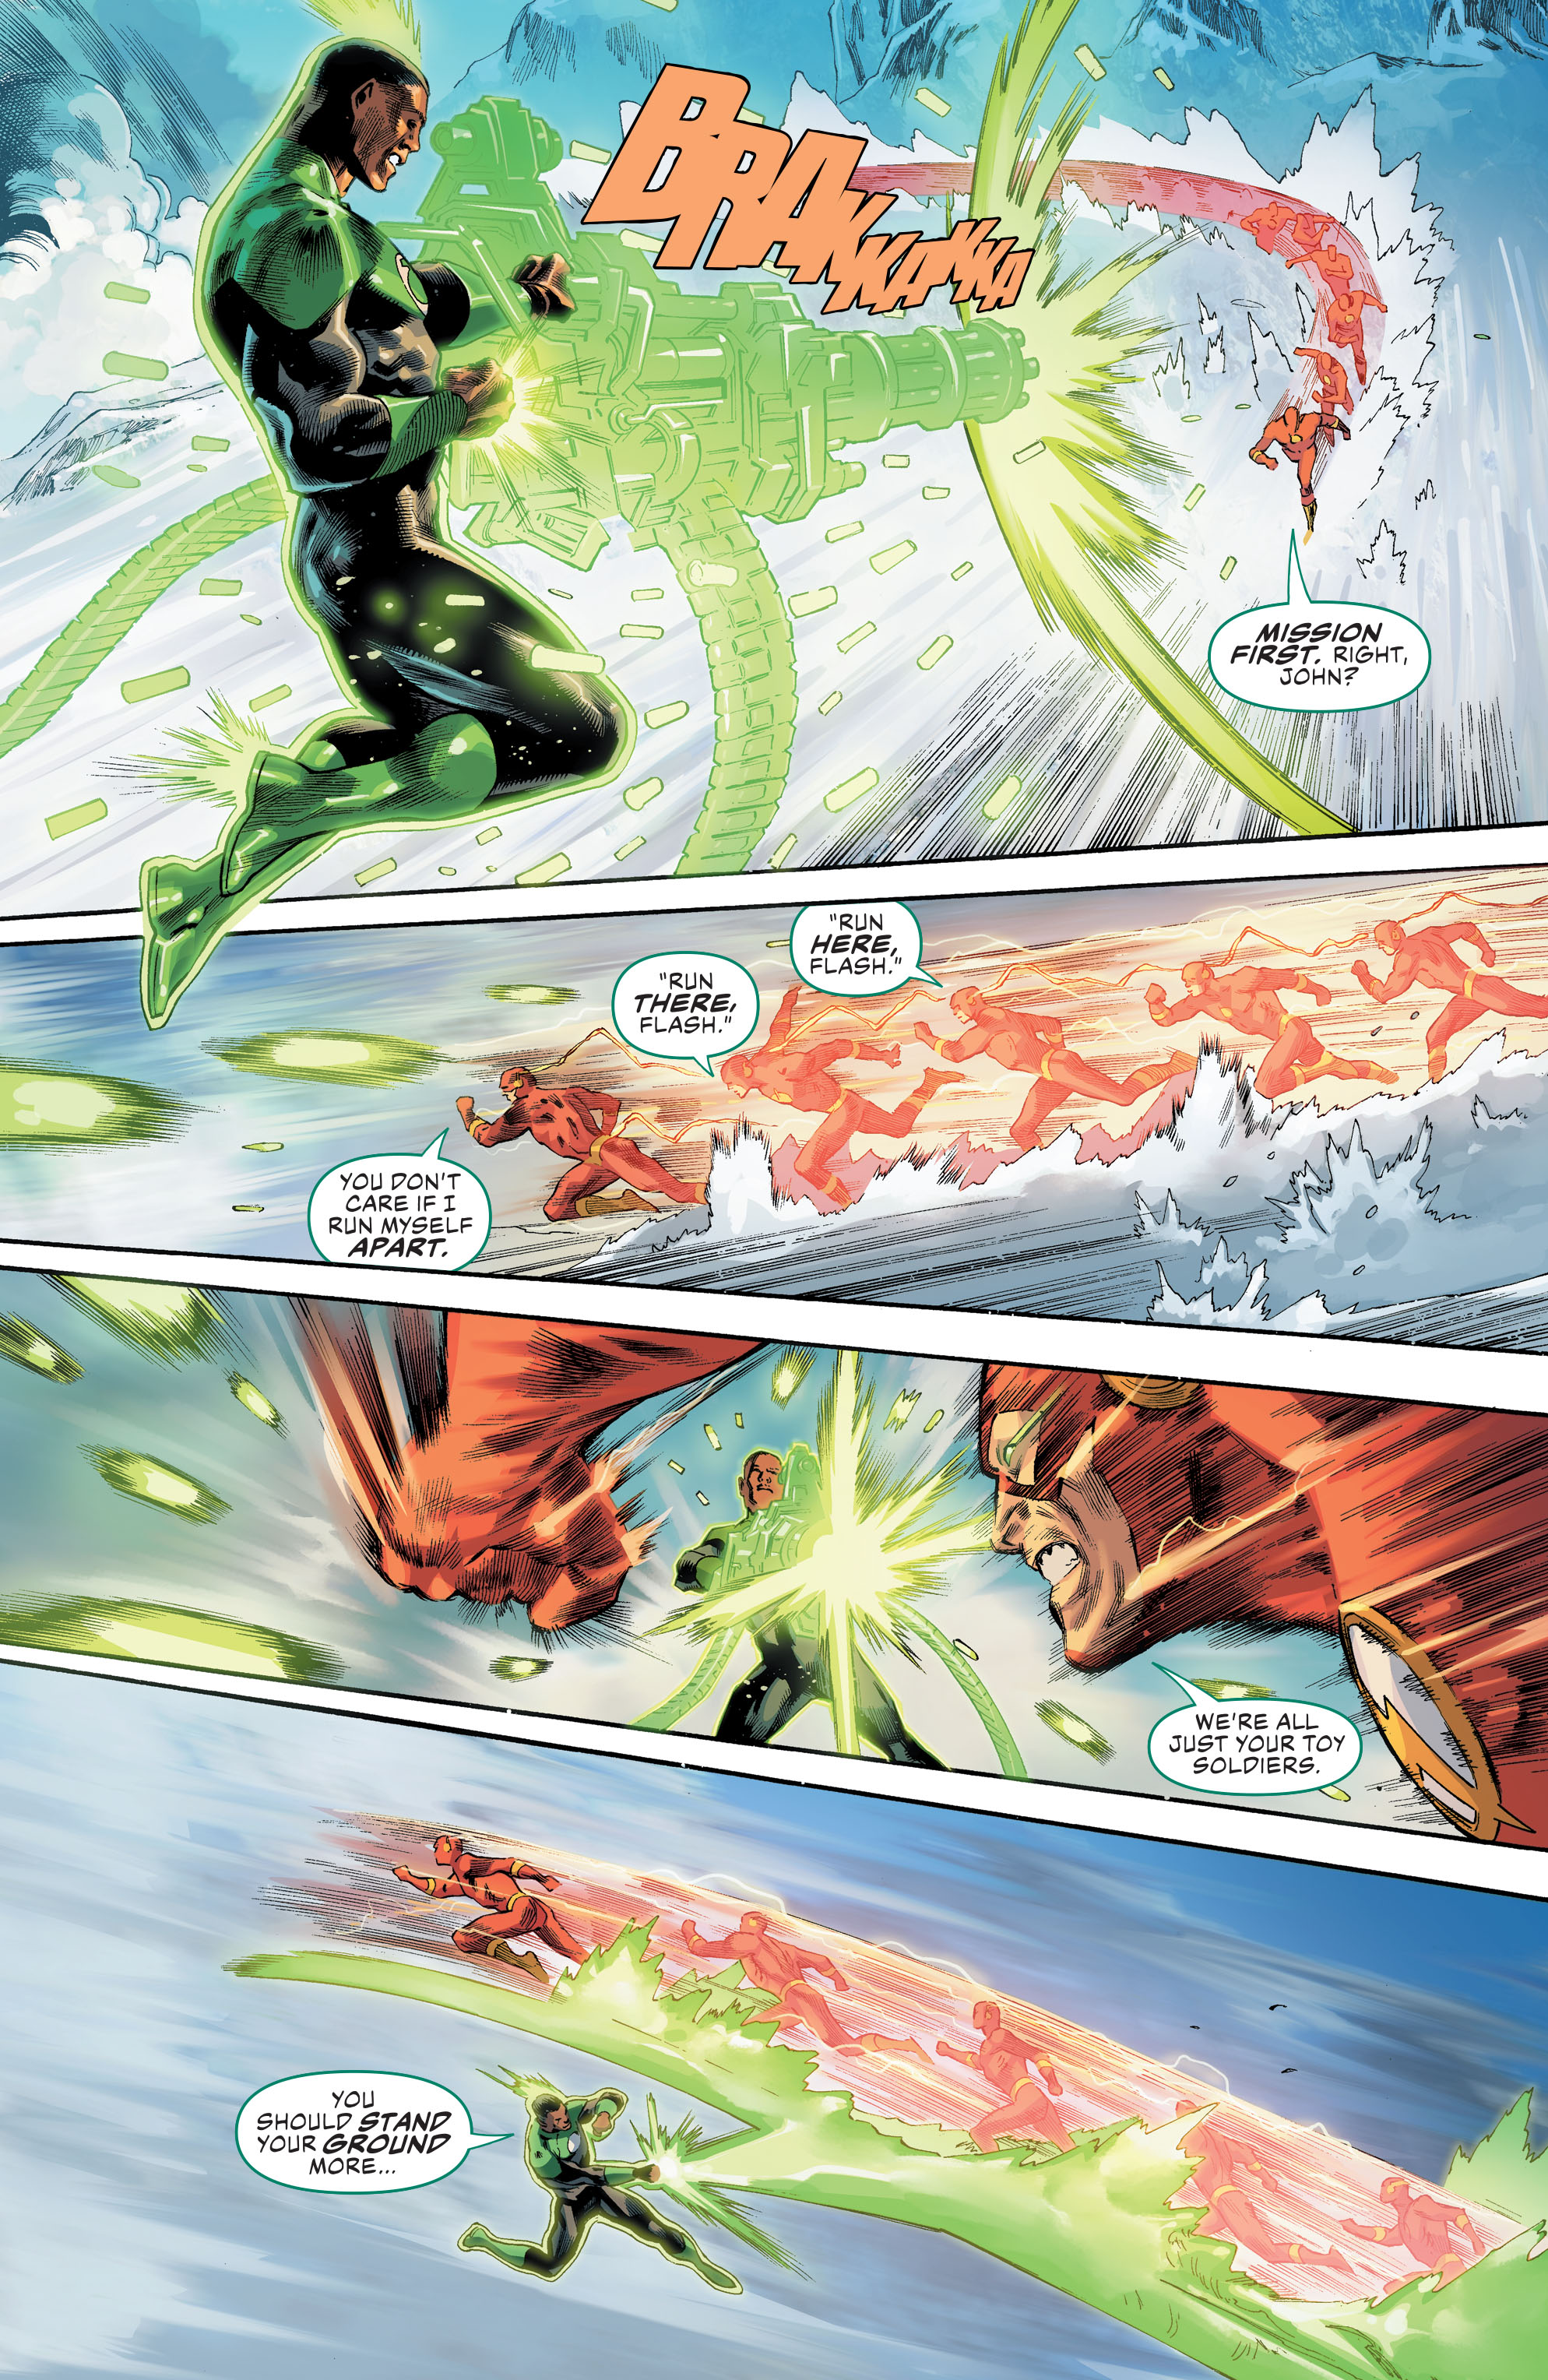 BRAKKAKKA
MISSION
FIRST. RIGHT,
JOHN?
"RUN
HERE,
FLASH."
"RUN
THERE,
FLASH."
YOU DON'T
CARE IF I
RUN MYSELF
APART.
WE'RE ALL
JUST YOUR TOY
SOLDIERS.
YOU
SHOULD STAND
YOUR GROUND
MORE...